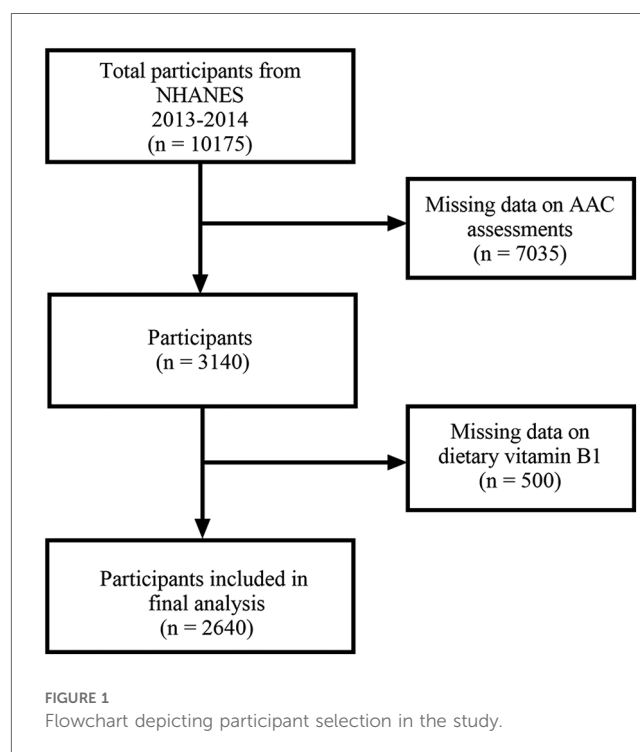 Total participants from
NHANES
2013-2014
(n = 10175)
Missing data on AAC
assessments
(n = 7035)
Participants
(n = 3140)
Missing data on
dietary vitamin B1
(n = 500)
Participants included in
final analysis
(n = 2640)
FIGURE 1
Flowchart depicting participant selection in the study.